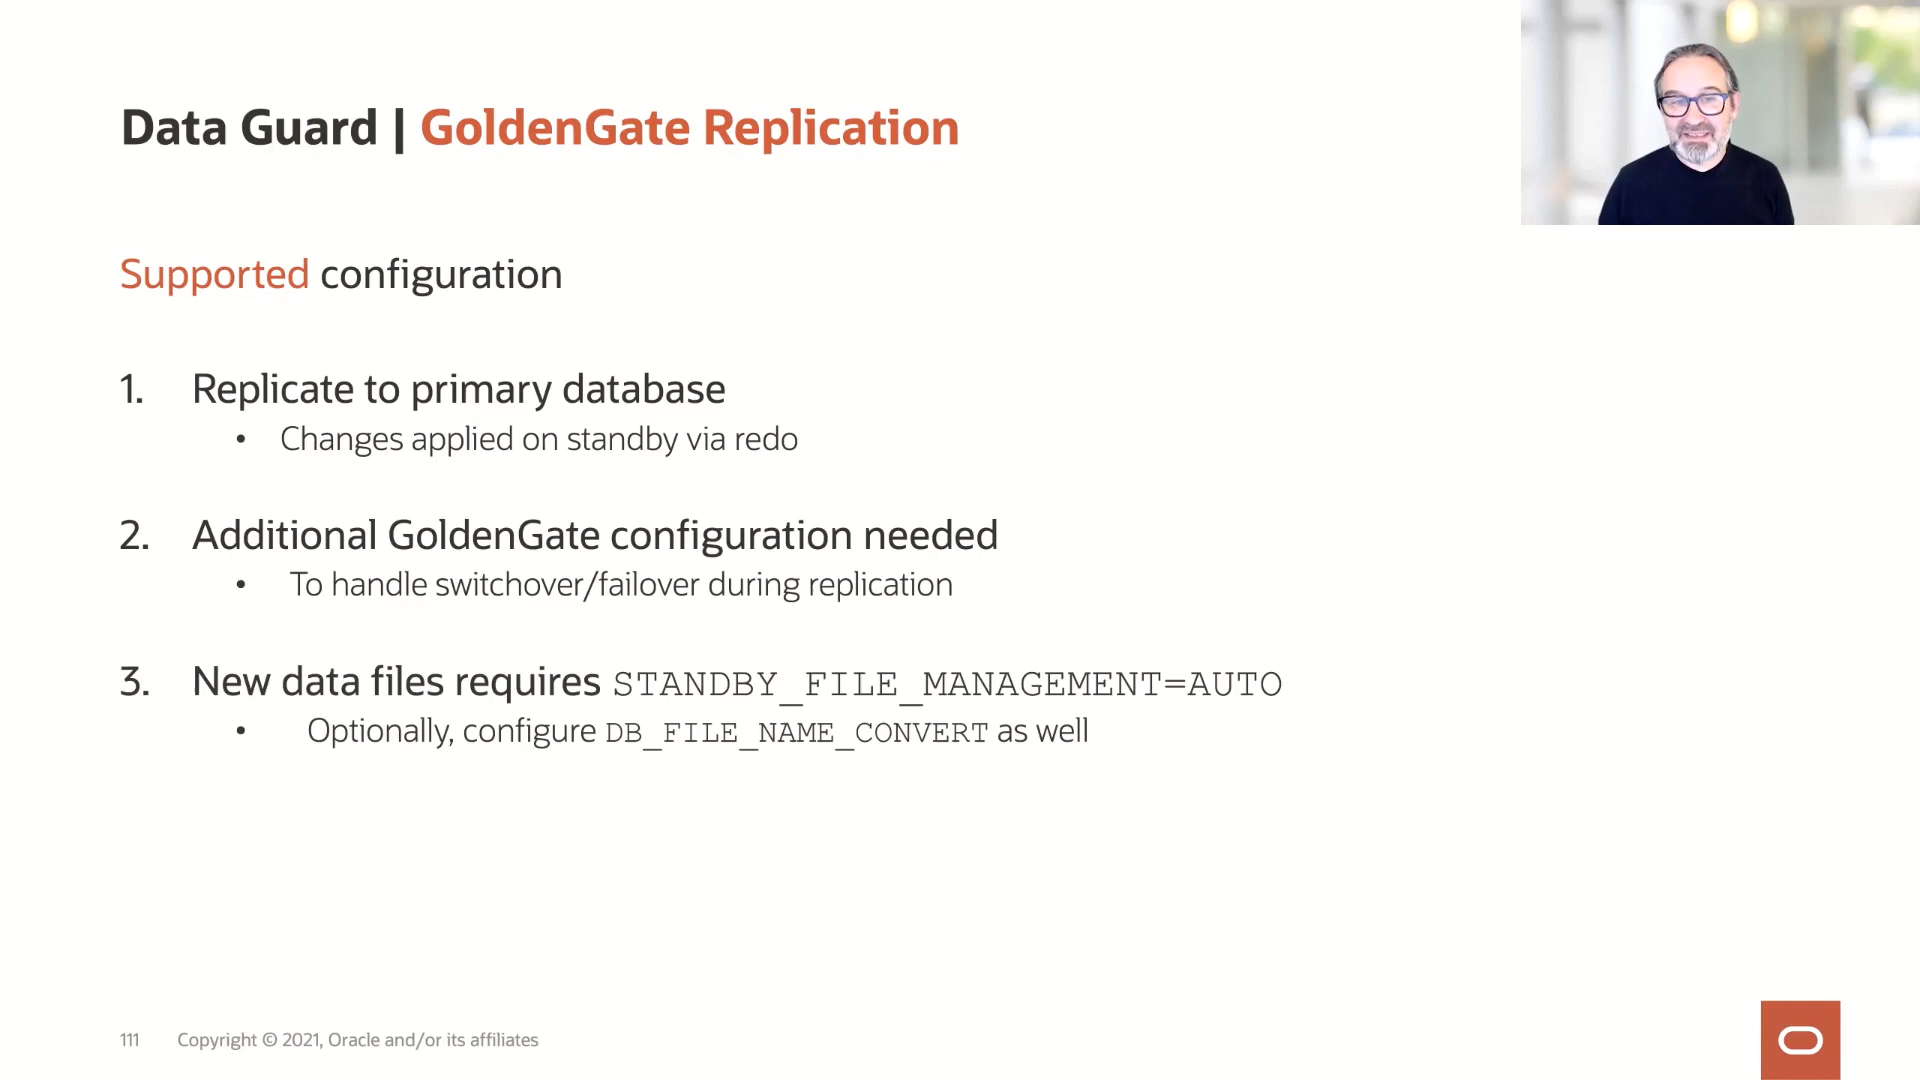 Data Guard | GoldenGate Replication
Supported configuration
1. Replicate to primary database
• Changes applied on standby via redo
2. Additional GoldenGate configuration needed
• To handle switchover/failover during replication
3. New data files requires STANDBY_FILE_MANAGEMENT=AUTO
• Optionally, configure DB_FILE_NAME_CONVERT as well
111 Copyright © 2021, Oracle and/or its affiliates